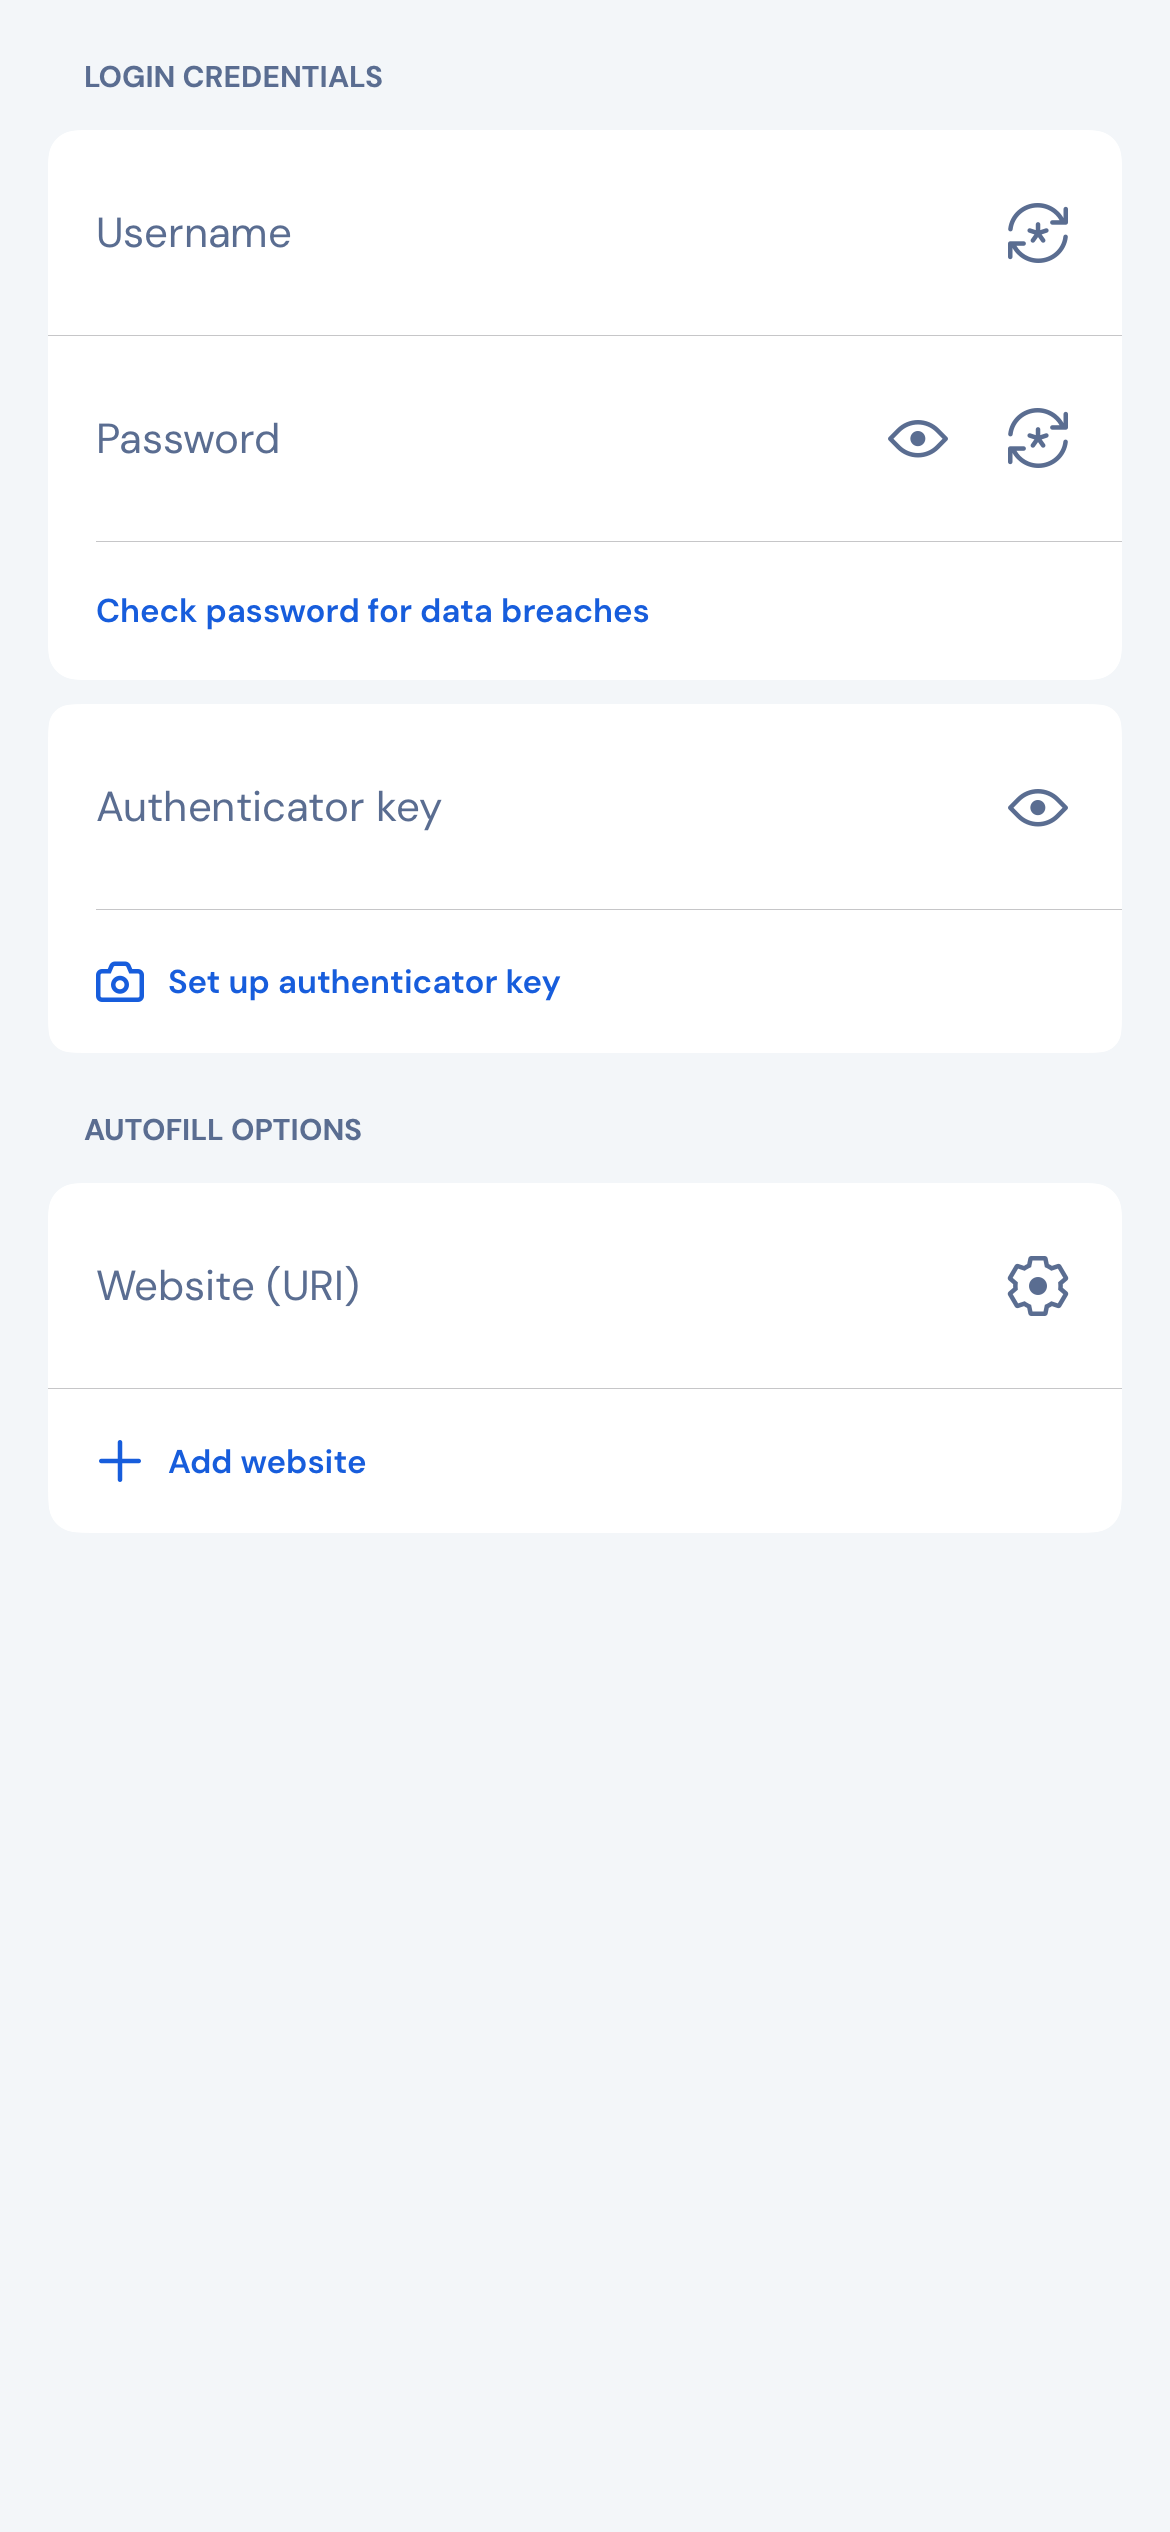 LOGIN CREDENTIALS
Username
Password
Check password for data breaches
Authenticator key
Set up authenticator key
AUTOFILL OPTIONS
Website (URI)
Add website